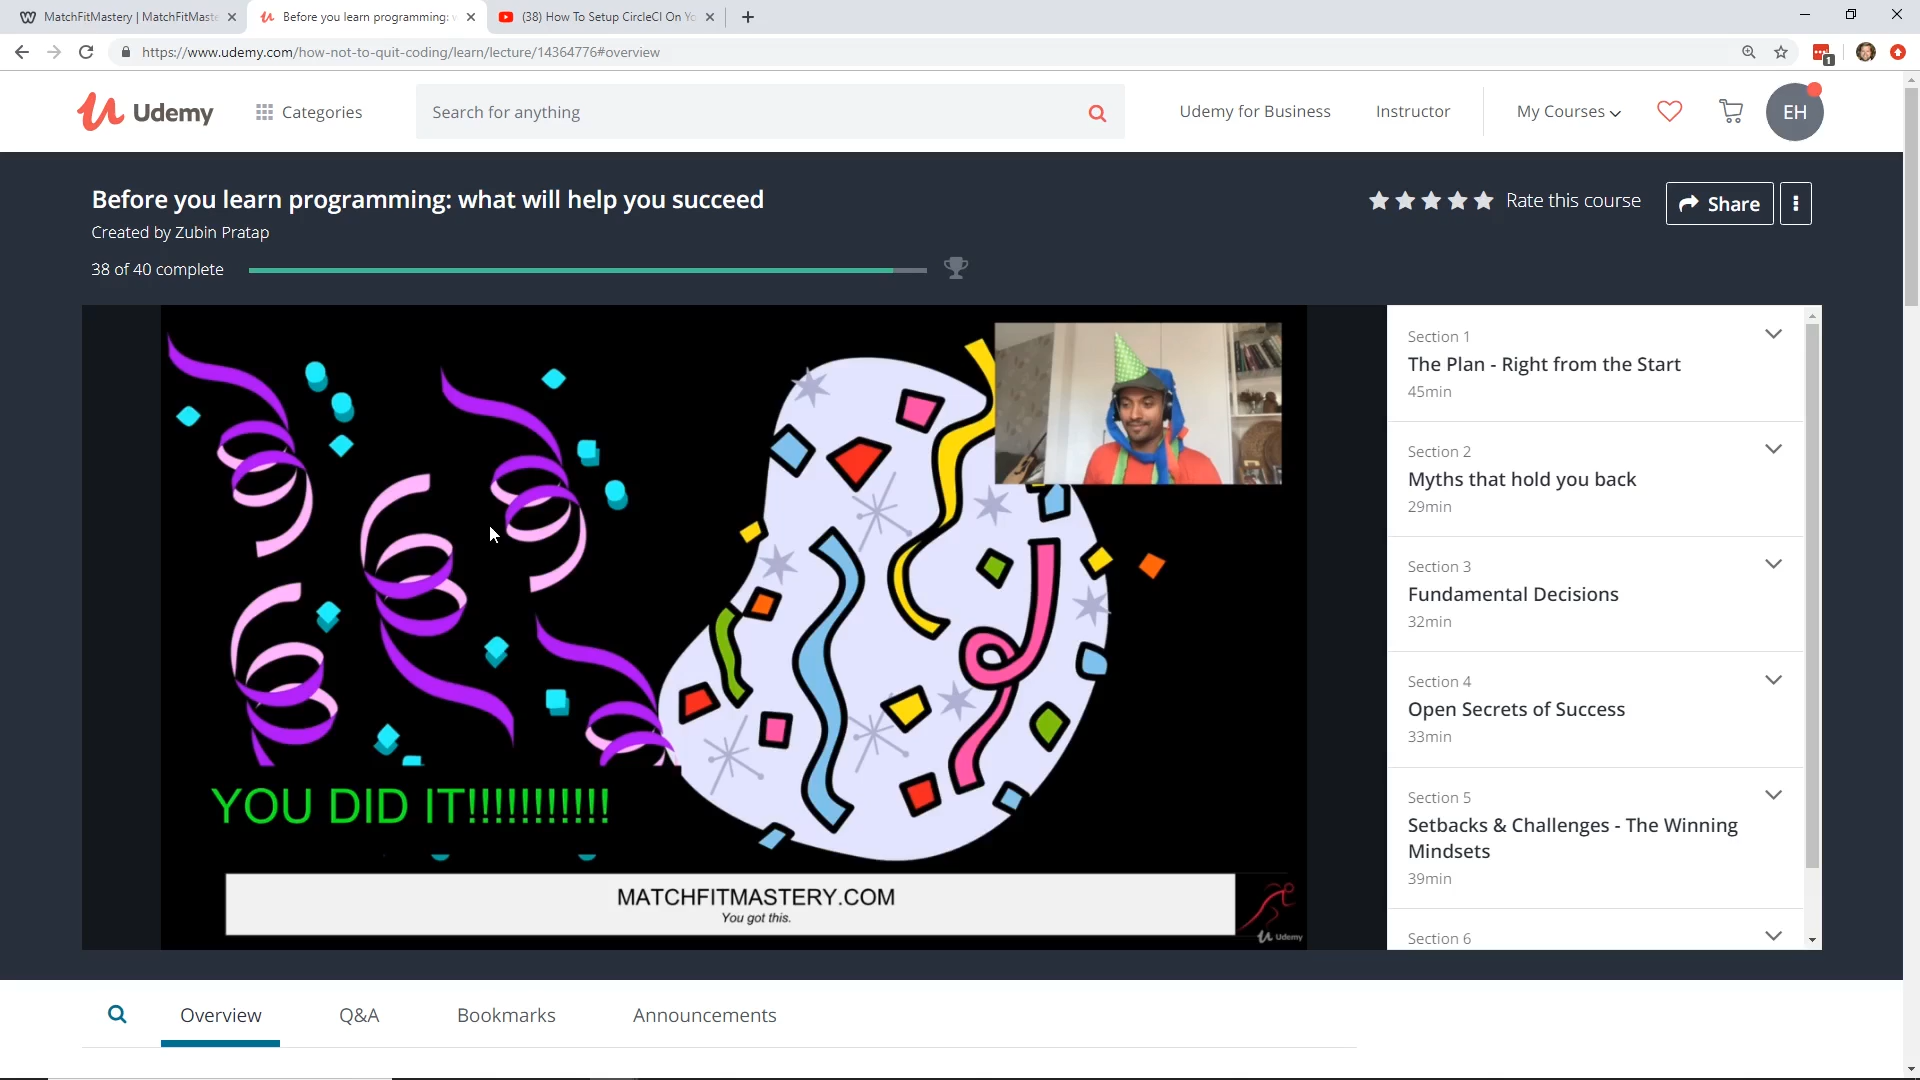 MatchFitMastery | MatchFitMaste
Before you learn programming: w
(38) How To Setup CircleCI On Yo
https://www.udemy.com/how-not-to-quit-coding/learn/lecture/14364776#overview
1
Udemy
Categories
Search for anything
Udemy for Business
Instructor
My Courses
EH
Before you learn programming: what will help you succeed
Created by Zubin Pratap
38 of 40 complete
Rate this course
Share
YOU DID IT!!!!!!!!!!!!
MATCHFITMASTERY.COM
You got this.
Udemy
Section 1
The Plan - Right from the Start
45min
Section 2
Myths that hold you back
29min
Section 3
Fundamental Decisions
32min
Section 4
Open Secrets of Success
33min
Section 5
Setbacks & Challenges - The Winning
Mindsets
39min
Section 6
Overview
Q&A
Bookmarks
Announcements